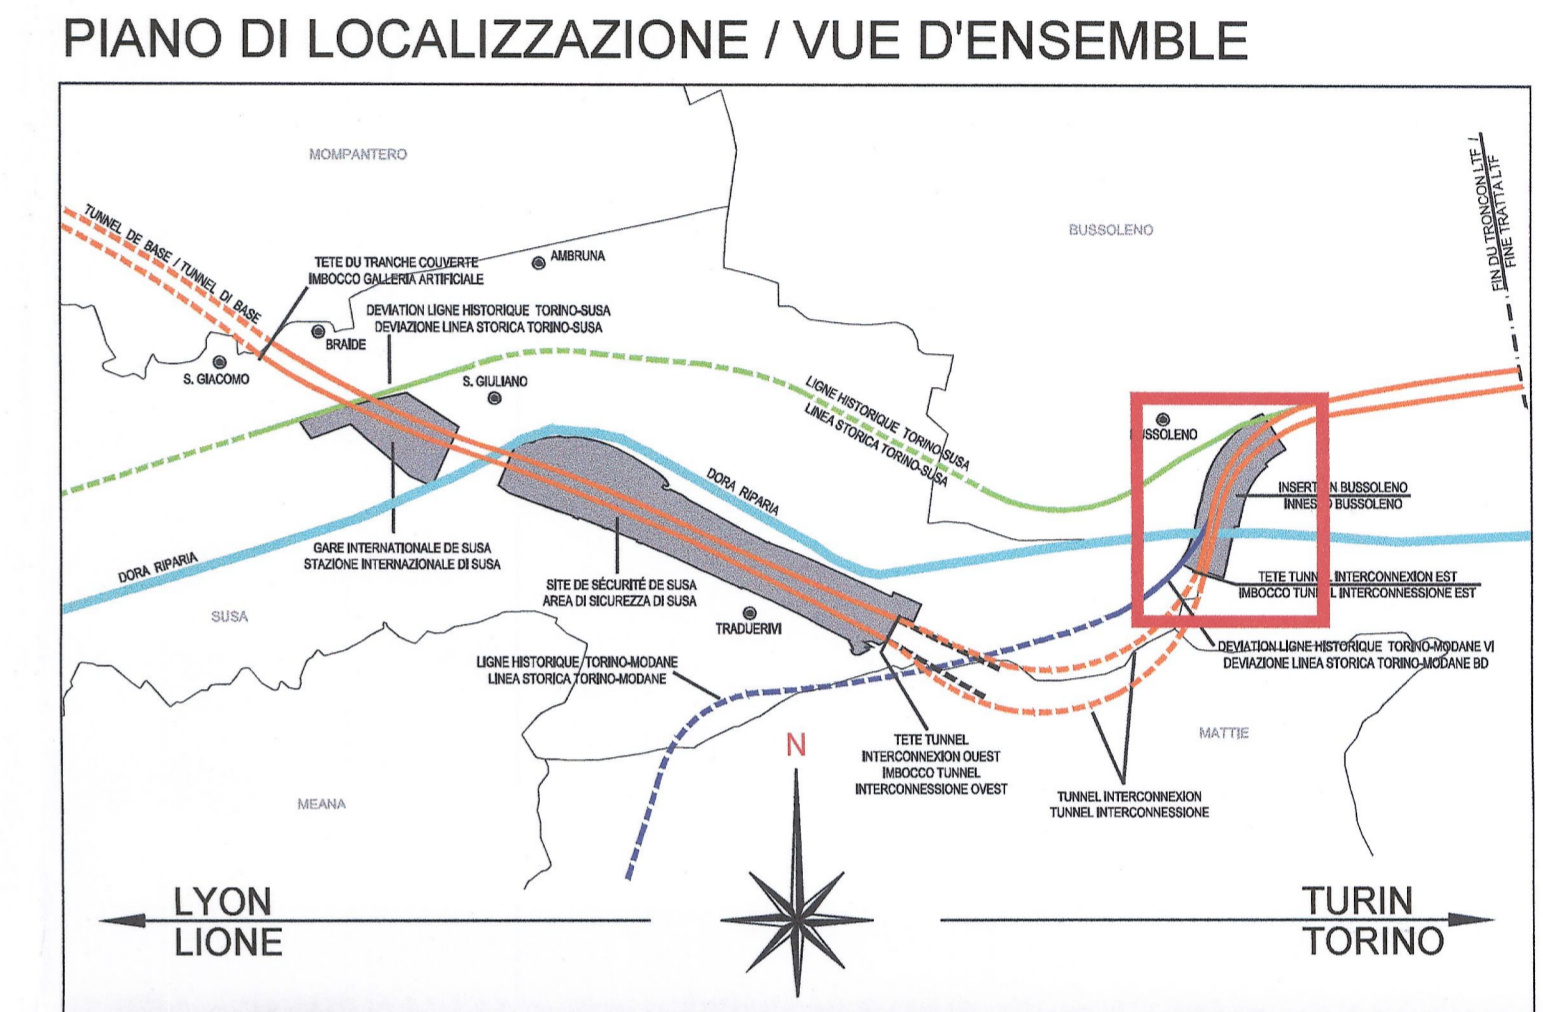 PIANO DI LOCALIZZAZIONE / VUE D'ENSEMBLE
MOMPANTERO
TUNNEL DE BASE / TUNNEL DI BASE
TETE DU TRANCHE COUVERTE
IMBOCCO GALLERIA ARTIFICIALE
AMBRUNA
BUSSOLENO
FIN DU TRONCON LTF /
FINE TRATTA LTF
DEVIATION LIGNE HISTORIQUE TORINO-SUSA
DEVIAZIONE LINEA STORICA TORINO-SUSA
BRAIDE
S. GIACOMO
S. GIULIANO
LIGNE HISTORIQUE TORINO-SUSA
LINEA STORICA TORINO-SUSA
USSOLENO
DORA RIPARIA
INSERT N BUSSOLENO
INNES O BUSSOLENO
GARE INTERNATIONALE DE SUSA
STAZIONE INTERNAZIONALE DI SUSA
DORA RIPARIA
SITE DE SÉCURITÉ DE SUSA
AREA DI SICUREZZA DI SUSA
TETE TUNNEL INTERCONNEXION EST
IMBOCCO TUNNEL INTERCONNESSIONE EST
SUSA
TRADUERIVI
DEVIATION LIGNE HISTORIQUE TORINO-MODANE VI
DEVIAZIONE LINEA STORICA TORINO-MODANE BD
LIGNE HISTORIQUE TORINO-MODANE
LINEA STORICA TORINO-MODANE
MATTIE
TETE TUNNEL
INTERCONNEXION OUEST
IMBOCCO TUNNEL
INTERCONNESSIONE OVEST
N
MEANA
TUNNEL INTERCONNEXION
TUNNEL INTERCONNESSIONE
LYON
LIONE
TURIN
TORINO